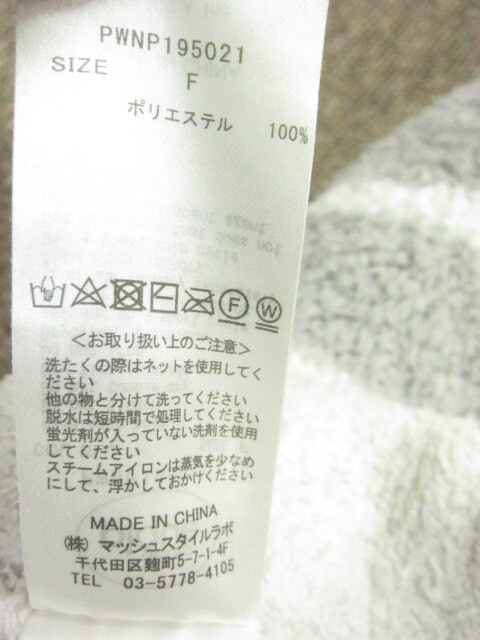 PWNP195021
SIZE F
ポリエステル 100%
F W
<お取り扱い上のご注意>
洗たくの際はネットを使用してく
ださい
他の物と分けて洗ってください
脱水は短時間で処理してください
蛍光剤が入っていない洗剤を使用
してください
スチームアイロンは蒸気を少なめ
にして、浮かしておかけください
MADE IN CHINA
(株) マッシュスタイルラボ
千代田区麹町5-7-1-4F
TEL 03-5778-4105